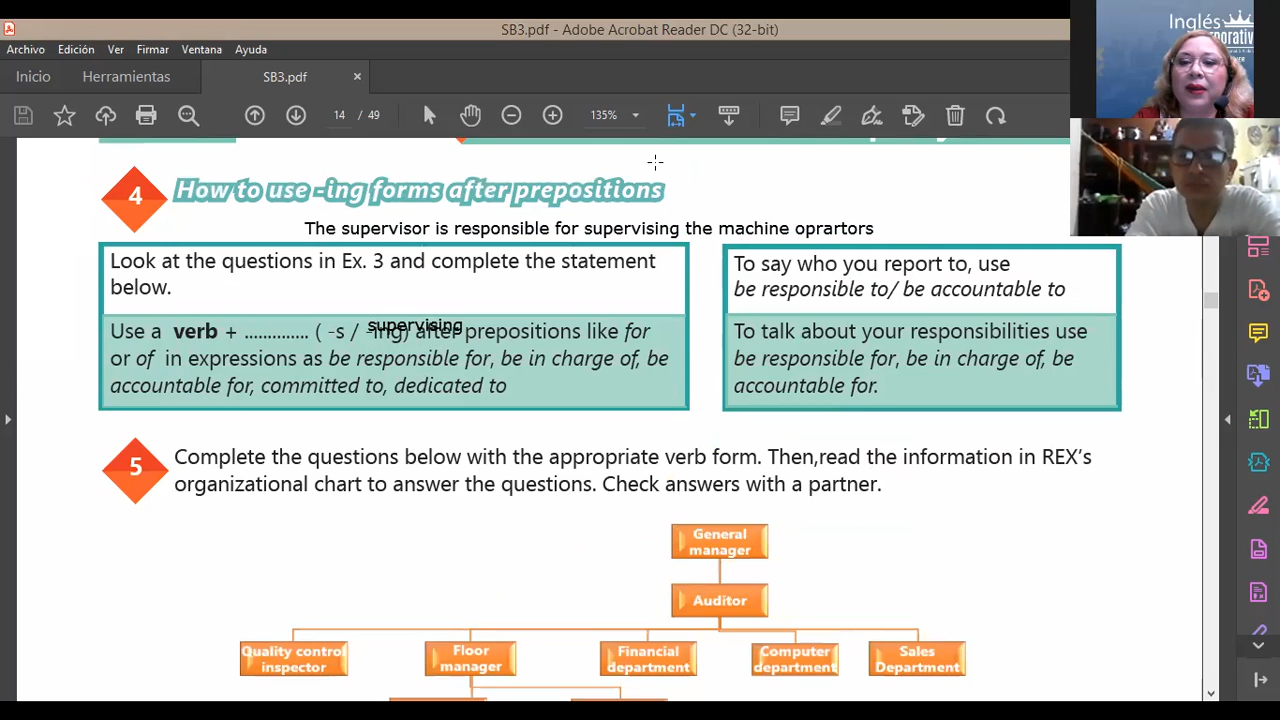 SB3.pdf - Adobe Acrobat Reader DC (32-bit)
Archivo Edición Ver Firmar Ventana Ayuda
Inicio Herramientas SB3.pdf ×
14 / 49 135%
Inglés
4
How to use -ing forms after prepositions
The supervisor is responsible for supervising the machine oprartors
Look at the questions in Ex. 3 and complete the statement
below.
supervising
Use a verb + ............. ( -s / -ing) after prepositions like for
or of in expressions as be responsible for, be in charge of, be
accountable for, committed to, dedicated to
To say who you report to, use
be responsible to/ be accountable to
To talk about your responsibilities use
be responsible for, be in charge of, be
accountable for.
5
Complete the questions below with the appropriate verb form. Then,read the information in REX's
organizational chart to answer the questions. Check answers with a partner.
General
manager
Auditor
Quality control
inspector
Floor
manager
Financial
department
Computer
department
Sales
Department